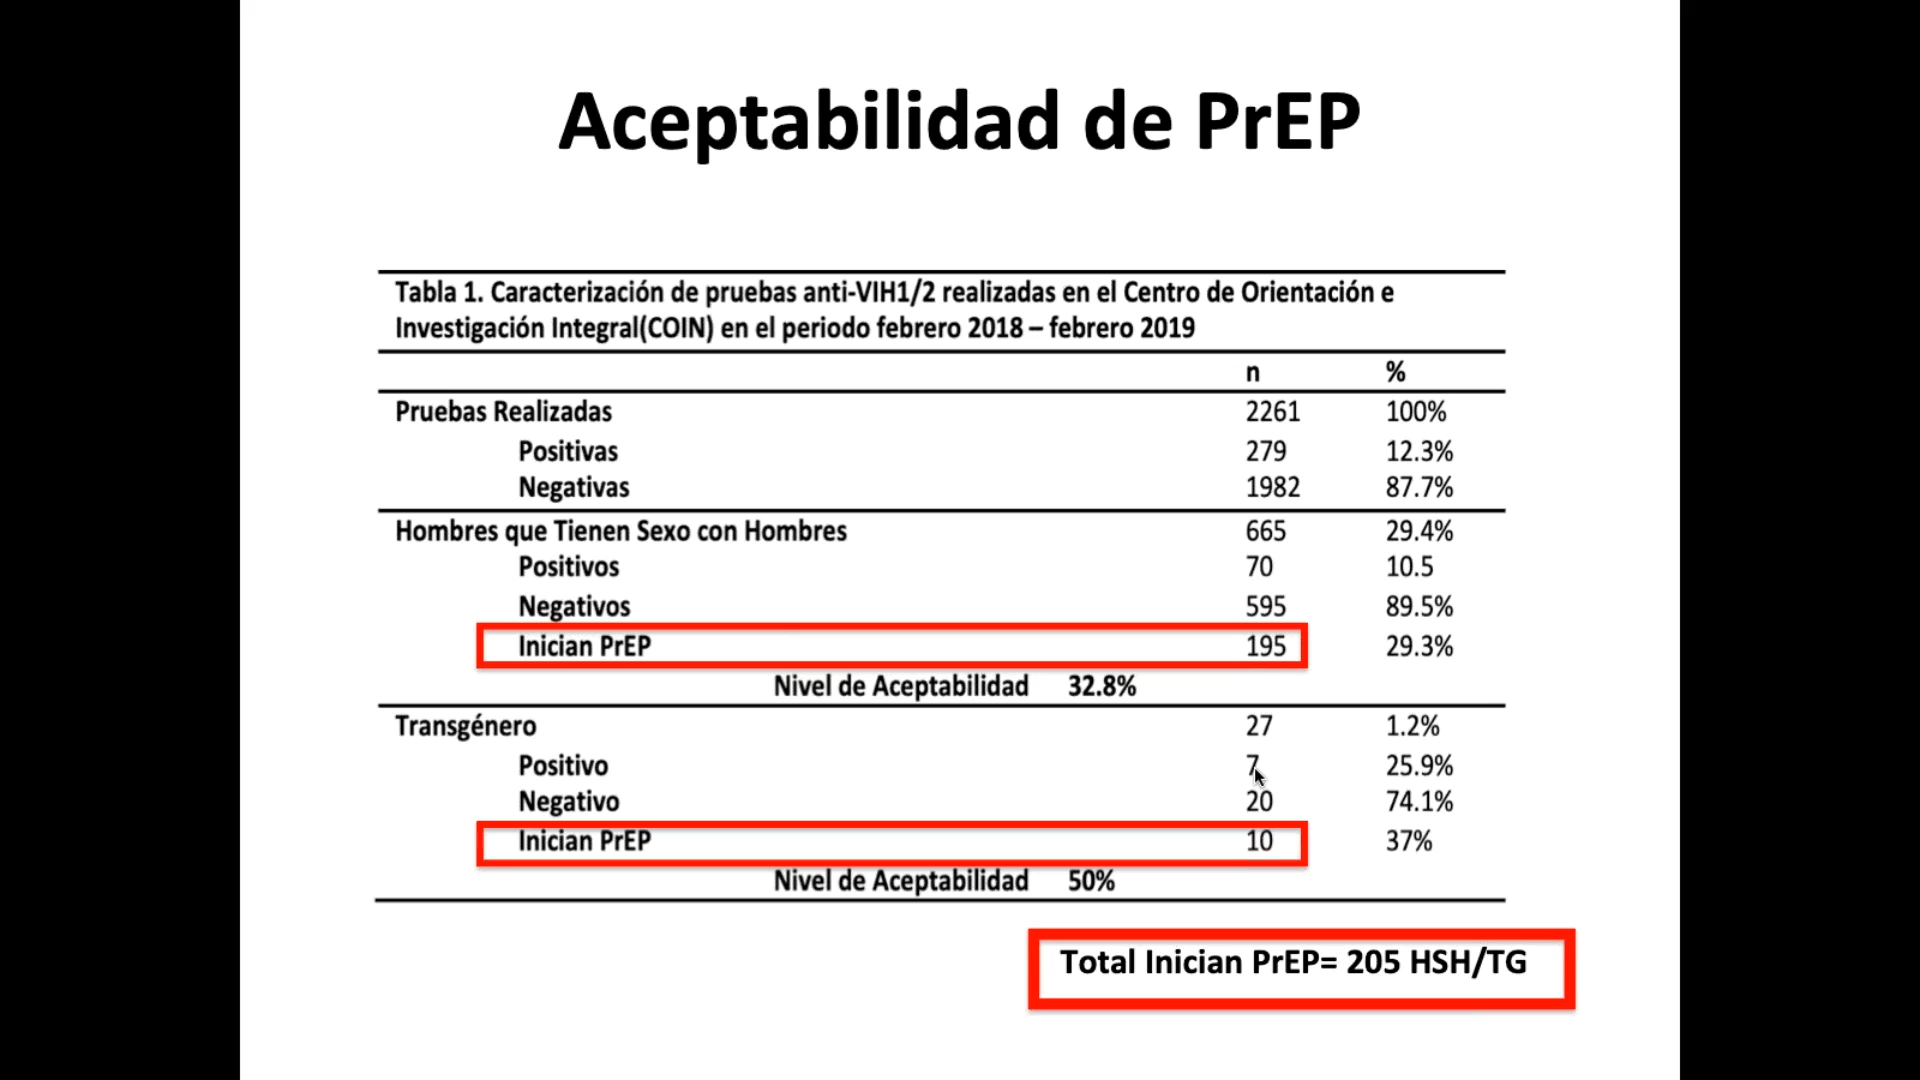 Aceptabilidad de PrEP
Tabla 1. Caracterización de pruebas anti-VIH1/2 realizadas en el Centro de Orientación e
Investigación Integral(COIN) en el periodo febrero 2018 – febrero 2019
n %
Pruebas Realizadas 2261 100%
Positivas 279 12.3%
Negativas 1982 87.7%
Hombres que Tienen Sexo con Hombres 665 29.4%
Positivos 70 10.5
Negativos 595 89.5%
Inician PrEP 195 29.3%
Nivel de Aceptabilidad 32.8%
Transgénero 27 1.2%
Positivo 7 25.9%
Negativo 20 74.1%
Inician PrEP 10 37%
Nivel de Aceptabilidad 50%
Total Inician PrEP= 205 HSH/TG